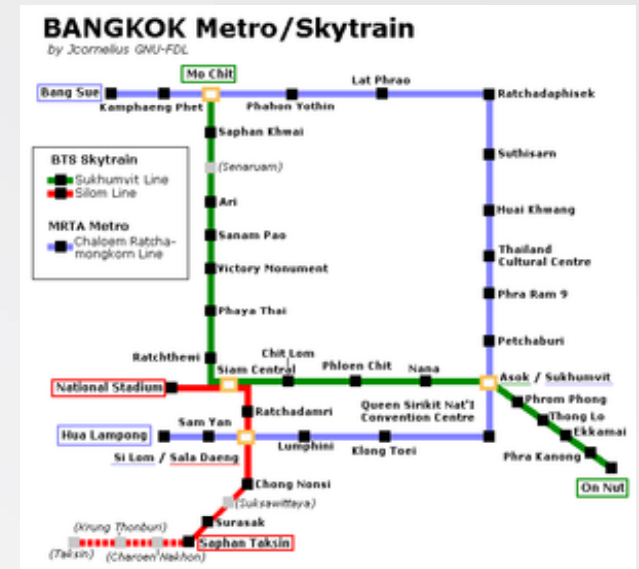 BANGKOK Metro/Skytrain
by Jcornelius GNU-FDL
Mo Chit
Lat Phrao
Bang Sue
Kamphaeng Phet
Phahon Yothin
Ratchadaphisek
Saphan Khwai
BTS Skytrain
Sukhumvit Line
Silom Line
MRTA Metro
Chaloem Ratcha-
mongkorn Line
(Senaruam)
Ari
Sanam Pao
Victory Monument
Phaya Thai
Ratchthewi
Suthisarn
Huai Khwang
Thailand
Cultural Centre
Phra Ram 9
Petchaburi
Siam Central
Chit Lom
Phloen Chit
Nana
Asok / Sukhumvit
National Stadium
Phrom Phong
Thong Lo
Ekkamai
Phra Kanong
On Nut
Ratchadamri
Queen Sirikit Nat'l
Convention Centre
Hua Lampong
Sam Yan
Si Lom / Sala Daeng
Lumphini
Klong Toei
Chong Nonsi
(Suksawittaya)
Surasak
(Krung Thonburi)
Saphan Taksin
(Taksin)
(Charoen Nakhon)